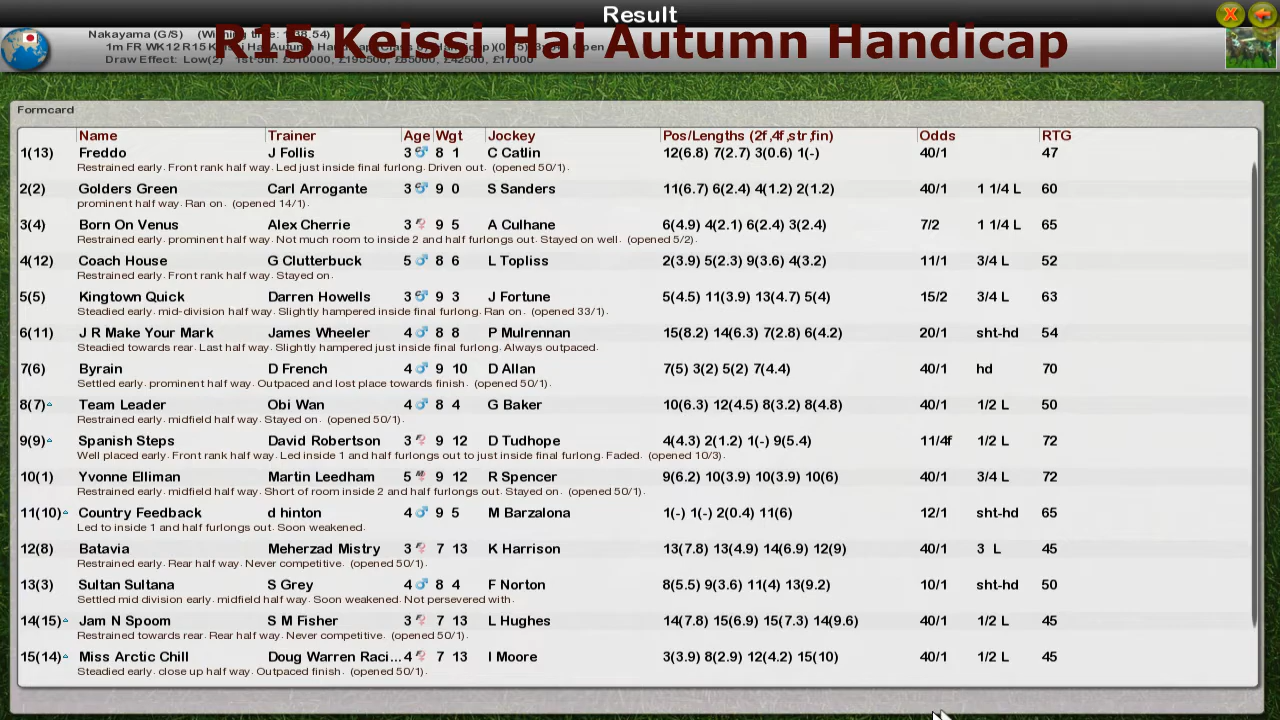 Result
R15 Keissi Hai Autumn Handicap
Nakayama (G/S)
Draw Effect: Low(2)
Formcard
Name Trainer Age Wgt Jockey Pos/Lengths (2f,4f,str,fin) Odds RTG
1(13) Freddo J Follis 3 8 1 C Catlin 12(6.8) 7(2.7) 3(0.6) 1(-) 40/1 47
Restrained early. Front rank half way. Led just inside final furlong. Driven out. (opened 50/1).
2(2) Golders Green Carl Arrogante 3 9 0 S Sanders 11(6.7) 6(2.4) 4(1.2) 2(1.2) 40/1 1 1/4 L 60
prominent half way. Ran on. (opened 14/1).
3(4) Born On Venus Alex Cherrie 3 9 5 A Culhane 6(4.9) 4(2.1) 6(2.4) 3(2.4) 7/2 1 1/4 L 65
Restrained early. prominent half way. Not much room to inside 2 and half furlongs out. Stayed on well. (opened 5/2).
4(12) Coach House G Clutterbuck 5 8 6 L Topliss 2(3.9) 5(2.3) 9(3.6) 4(3.2) 11/1 3/4 L 52
Restrained early. Front rank half way. Stayed on.
5(5) Kingtown Quick Darren Howells 3 9 3 J Fortune 5(4.5) 11(3.9) 13(4.7) 5(4) 15/2 3/4 L 63
Steadied early. mid-division half way. Slightly hampered inside final furlong. Ran on. (opened 33/1).
6(11) J R Make Your Mark James Wheeler 4 8 8 P Mulrennan 15(8.2) 14(6.3) 7(2.8) 6(4.2) 20/1 sht-hd 54
Steadied towards rear. Last half way. Slightly hampered just inside final furlong. Always outpaced.
7(6) Byrain D French 4 9 10 D Allan 7(5) 3(2) 5(2) 7(4.4) 40/1 hd 70
Settled early. prominent half way. Outpaced and lost place towards finish. (opened 50/1).
8(7) Team Leader Obi Wan 4 8 4 G Baker 10(6.3) 12(4.5) 8(3.2) 8(4.8) 40/1 1/2 L 50
Restrained early. midfield half way. Stayed on. (opened 50/1).
9(9) Spanish Steps David Robertson 3 9 12 D Tudhope 4(4.3) 2(1.2) 1(-) 9(5.4) 11/4f 1/2 L 72
Well placed early. Front rank half way. Led inside 1 and half furlongs out to just inside final furlong. Faded. (opened 10/3).
10(1) Yvonne Elliman Martin Leedham 5 9 12 R Spencer 9(6.2) 10(3.9) 10(3.9) 10(6) 40/1 3/4 L 72
Restrained early. midfield half way. Short of room inside 2 and half furlongs out. Stayed on. (opened 50/1).
11(10) Country Feedback d hinton 4 9 5 M Barzalona 1(-) 1(-) 2(0.4) 11(6) 12/1 sht-hd 65
Led to inside 1 and half furlongs out. Soon weakened.
12(8) Batavia Meherzad Mistry 3 7 13 K Harrison 13(7.8) 13(4.9) 14(6.9) 12(9) 40/1 3 L 45
Restrained early. Rear half way. Never competitive. (opened 50/1).
13(3) Sultan Sultana S Grey 4 8 4 F Norton 8(5.5) 9(3.6) 11(4) 13(9.2) 10/1 sht-hd 50
Settled mid division early. midfield half way. Soon weakened. Not persevered with.
14(15) Jam N Spoom S M Fisher 3 7 13 L Hughes 14(7.8) 15(6.9) 15(7.3) 14(9.6) 40/1 1/2 L 45
Restrained towards rear. Rear half way. Never competitive. (opened 50/1).
15(14) Miss Arctic Chill Doug Warren Raci... 4 7 13 I Moore 3(3.9) 8(2.9) 12(4.2) 15(10) 40/1 1/2 L 45
Steadied early. close up half way. Outpaced finish. (opened 50/1).